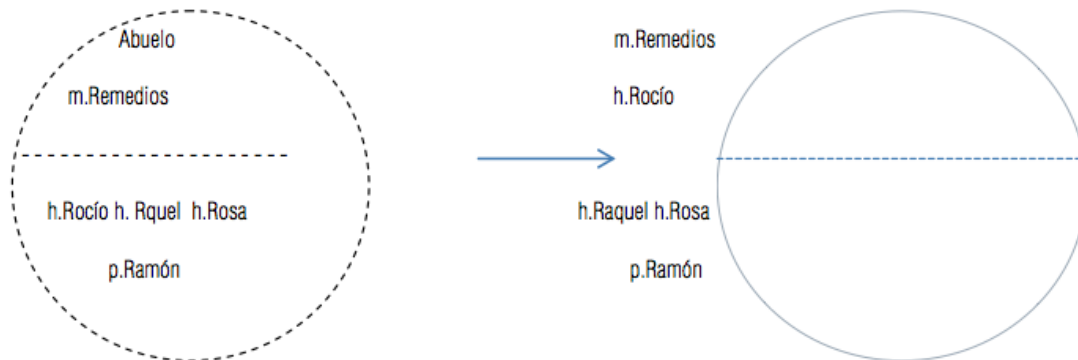 Abuelo
m.Remedios
h.Rocío h. Rquel h.Rosa
p.Ramón
m.Remedios
h.Rocío
h.Raquel h.Rosa
p.Ramón